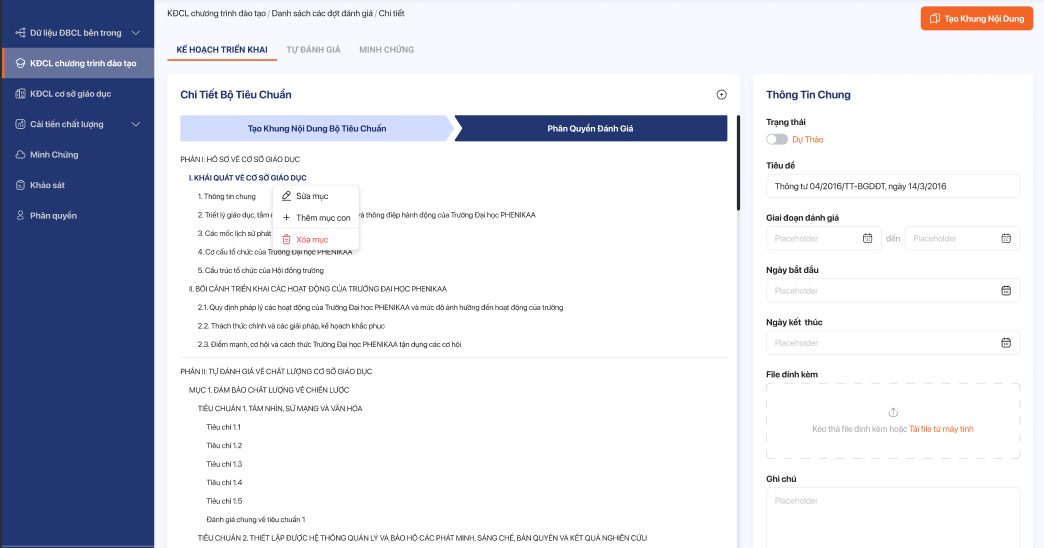 Dữ liệu ĐBCL bên trong
KĐCL chương trình đào tạo
KĐCL cơ sở giáo dục
Cải tiến chất lượng
Minh Chứng
Khảo sát
Phân quyền
KĐCL chương trình đào tạo / Danh sách các đợt đánh giá / Chi tiết
Tạo Khung Nội Dung
KẾ HOẠCH TRIỂN KHAI
TỰ ĐÁNH GIÁ
MINH CHỨNG
Chi Tiết Bộ Tiêu Chuẩn
Tạo Khung Nội Dung Bộ Tiêu Chuẩn
Phân Quyền Đánh Giá
PHẦN I: HỒ SƠ VỀ CƠ SỞ GIÁO DỤC
I. KHÁI QUÁT VỀ CƠ SỞ GIÁO DỤC
1. Thông tin chung
2. Triết lý giáo dục, tầm
và thông điệp hành động của Trường Đại học PHENIKAA
3. Các mốc lịch sử phát
4. Cơ cấu tổ chức của Trường Đại học PHENIKAA
5. Cấu trúc tổ chức của Hội đồng trường
Sửa mục
Thêm mục con
Xóa mục
II. BỐI CẢNH TRIỂN KHAI CÁC HOẠT ĐỘNG CỦA TRƯỜNG ĐẠI HỌC PHENIKAA
2.1. Quy định pháp lý các hoạt động của Trường Đại học PHENIKAA và mức độ ảnh hưởng đến hoạt động của trường
2.2. Thách thức chính và các giải pháp, kế hoạch khắc phục
2.3. Điểm mạnh, cơ hội và cách thức Trường Đại học PHENIKAA tận dụng các cơ hội
PHẦN II: TỰ ĐÁNH GIÁ VỀ CHẤT LƯỢNG CƠ SỞ GIÁO DỤC
MỤC 1. ĐẢM BẢO CHẤT LƯỢNG VỀ CHIẾN LƯỢC
TIÊU CHUẨN 1. TẦM NHÌN, SỨ MẠNG VÀ VĂN HÓA
Tiêu chí 1.1
Tiêu chí 1.2
Tiêu chí 1.3
Tiêu chí 1.4
Tiêu chí 1.5
Đánh giá chung về tiêu chuẩn 1
TIÊU CHUẨN 2. THIẾT LẬP ĐƯỢC HỆ THỐNG QUẢN LÝ VÀ BẢO HỘ CÁC PHÁT MINH, SÁNG CHẾ, BẢN QUYỀN VÀ KẾT QUẢ NGHIÊN CỨU
Thông Tin Chung
Trạng thái
Dự Thảo
Tiêu đề
Thông tư 04/2016/TT-BGDĐT, ngày 14/3/2016
Giai đoạn đánh giá
Placeholder
đến
Placeholder
Ngày bắt đầu
Placeholder
Ngày kết thúc
Placeholder
File đính kèm
Kéo thả file đính kèm hoặc Tải file từ máy tính
Ghi chú
Placeholder